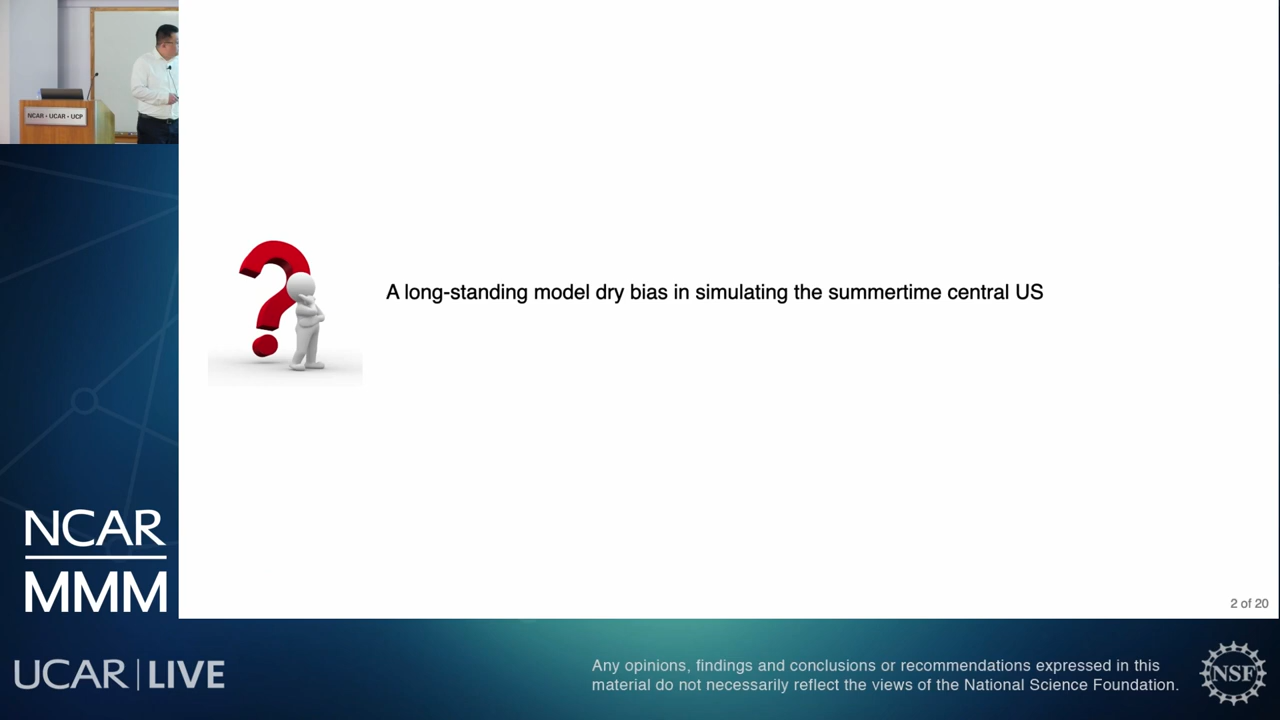 NCAR • UCAR • UCP
A long-standing model dry bias in simulating the summertime central US
2 of 20
NCAR
MMM
UCAR | LIVE
Any opinions, findings and conclusions or recommendations expressed in this
material do not necessarily reflect the views of the National Science Foundation.
NSF